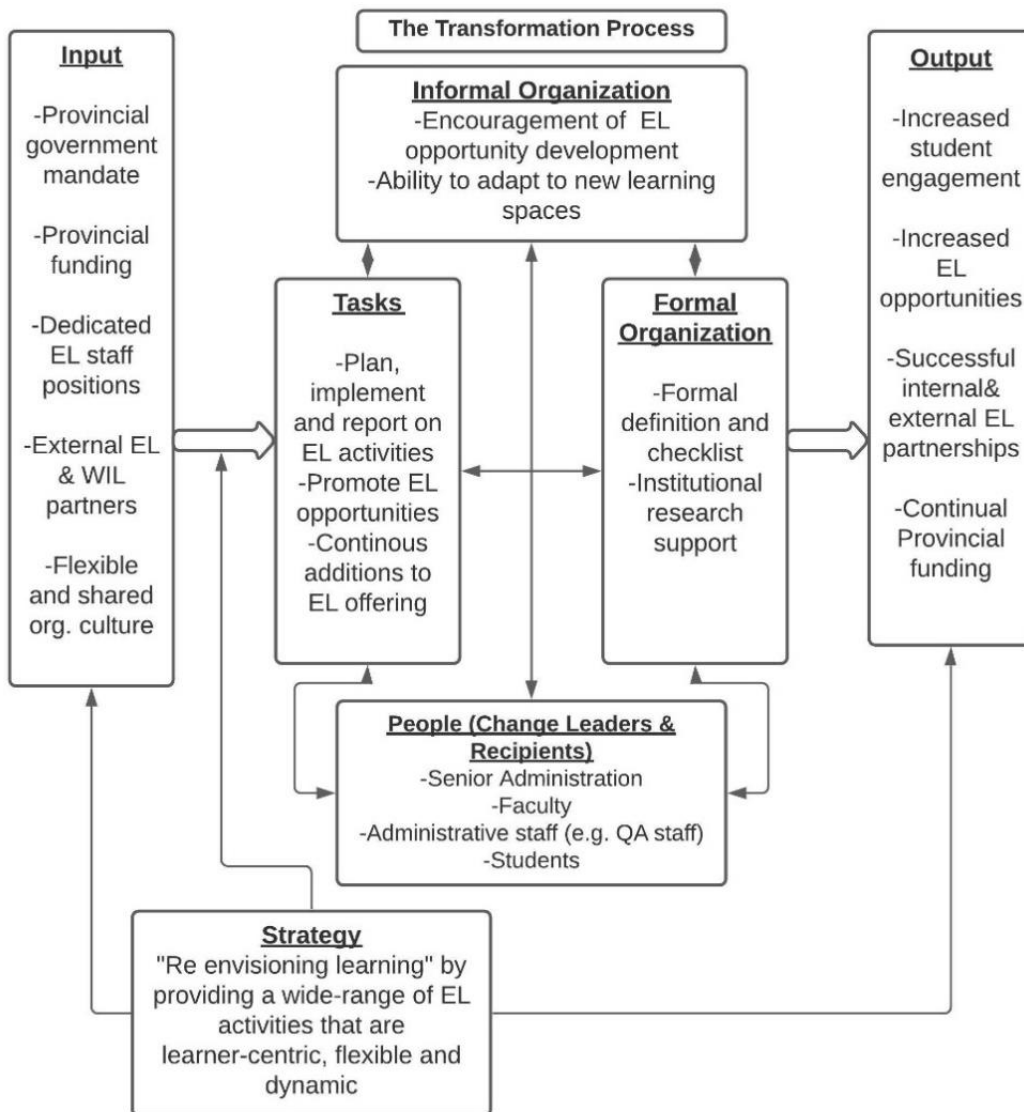 The Transformation Process
Input
-Provincial
government
mandate
-Provincial
funding
-Dedicated
EL staff
positions
-External EL
& WIL
partners
-Flexible
and shared
org. culture
Informal Organization
-Encouragement of EL
opportunity development
-Ability to adapt to new learning
spaces
Tasks
-Plan,
implement
and report on
EL activities
-Promote EL
opportunities
-Continous
additions to
EL offering
Formal
Organization
-Formal
definition and
checklist
-Institutional
research
support
People (Change Leaders &
Recipients)
-Senior Administration
-Faculty
-Administrative staff (e.g. QA staff)
-Students
Output
-Increased
student
engagement
-Increased
EL
opportunities
-Successful
internal&
external EL
partnerships
-Continual
Provincial
funding
Strategy
"Re envisioning learning" by
providing a wide-range of EL
activities that are
learner-centric, flexible and
dynamic